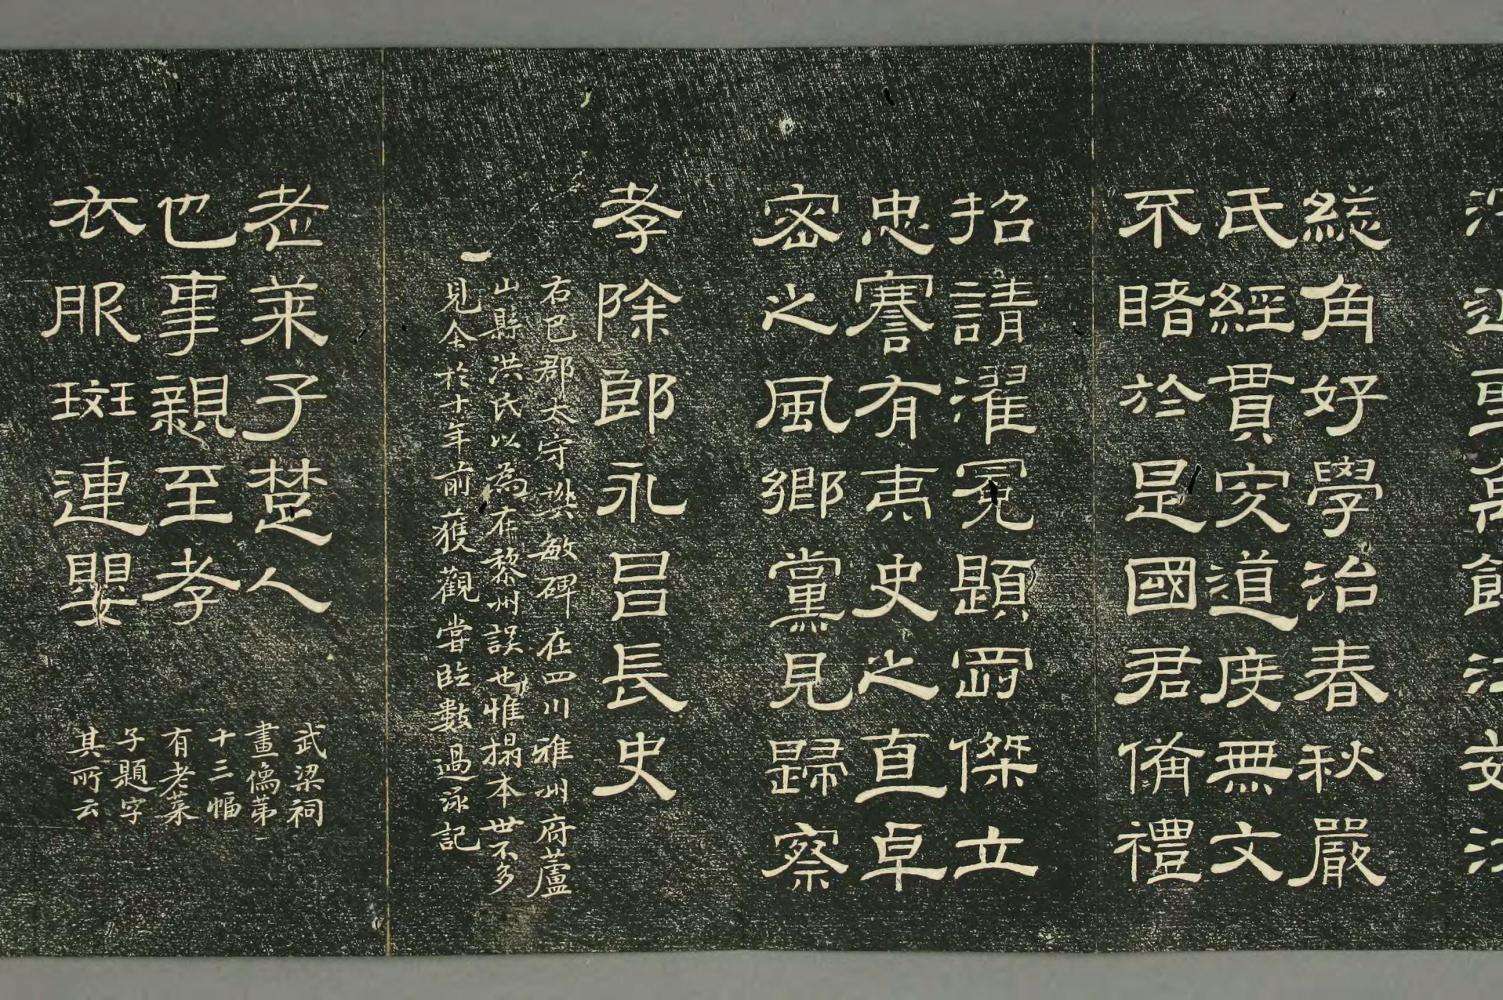 緫角好學治春秋嚴
氏經貫究道度無文
不睹於是國君備禮
招請濯冕題剛傑立
忠謇有夷史之直卓
密之風鄉黨見歸察
孝除郎永昌長史
右巴郡太守樊敏碑在四川雅州府蘆
山縣洪氏以為在黎州誤也惟搨本世不多
見余於十年前獲觀嘗臨數過泳記
老萊子楚人
也事親至孝
衣服斑連嬰
武梁祠
畫像第
十三幅
有老萊
子題字
其所云